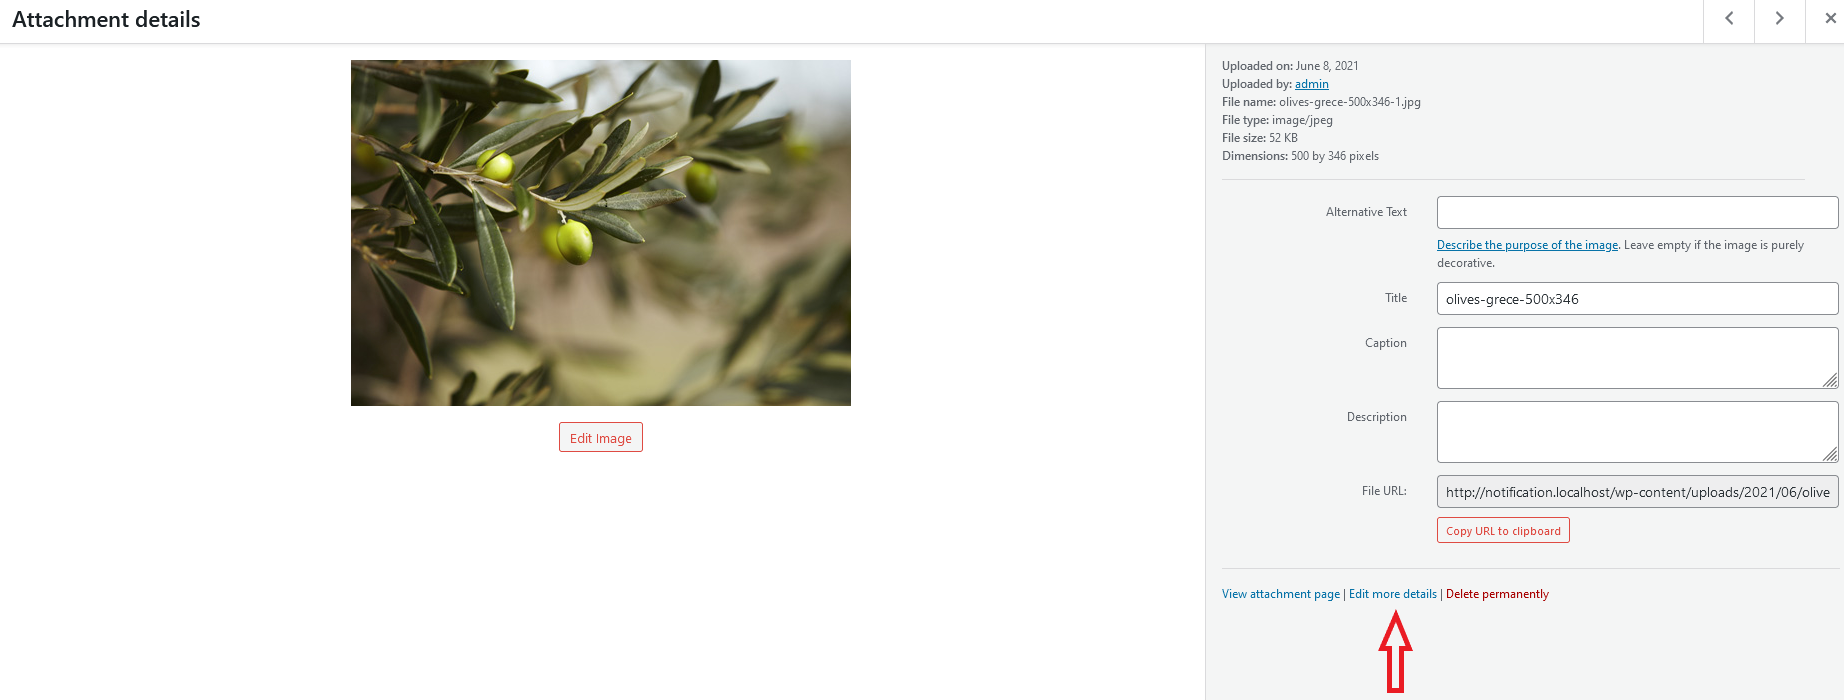 Attachment details
Uploaded on: June 8, 2021
Uploaded by: admin
File name: olives-grece-500x346-1.jpg
File type: image/jpeg
File size: 52 KB
Dimensions: 500 by 346 pixels
Alternative Text
Describe the purpose of the image. Leave empty if the image is purely
decorative.
Title
olives-grece-500x346
Caption
Description
Edit Image
File URL:
http://notification.localhost/wp-content/uploads/2021/06/olive
Copy URL to clipboard
View attachment page | Edit more details | Delete permanently